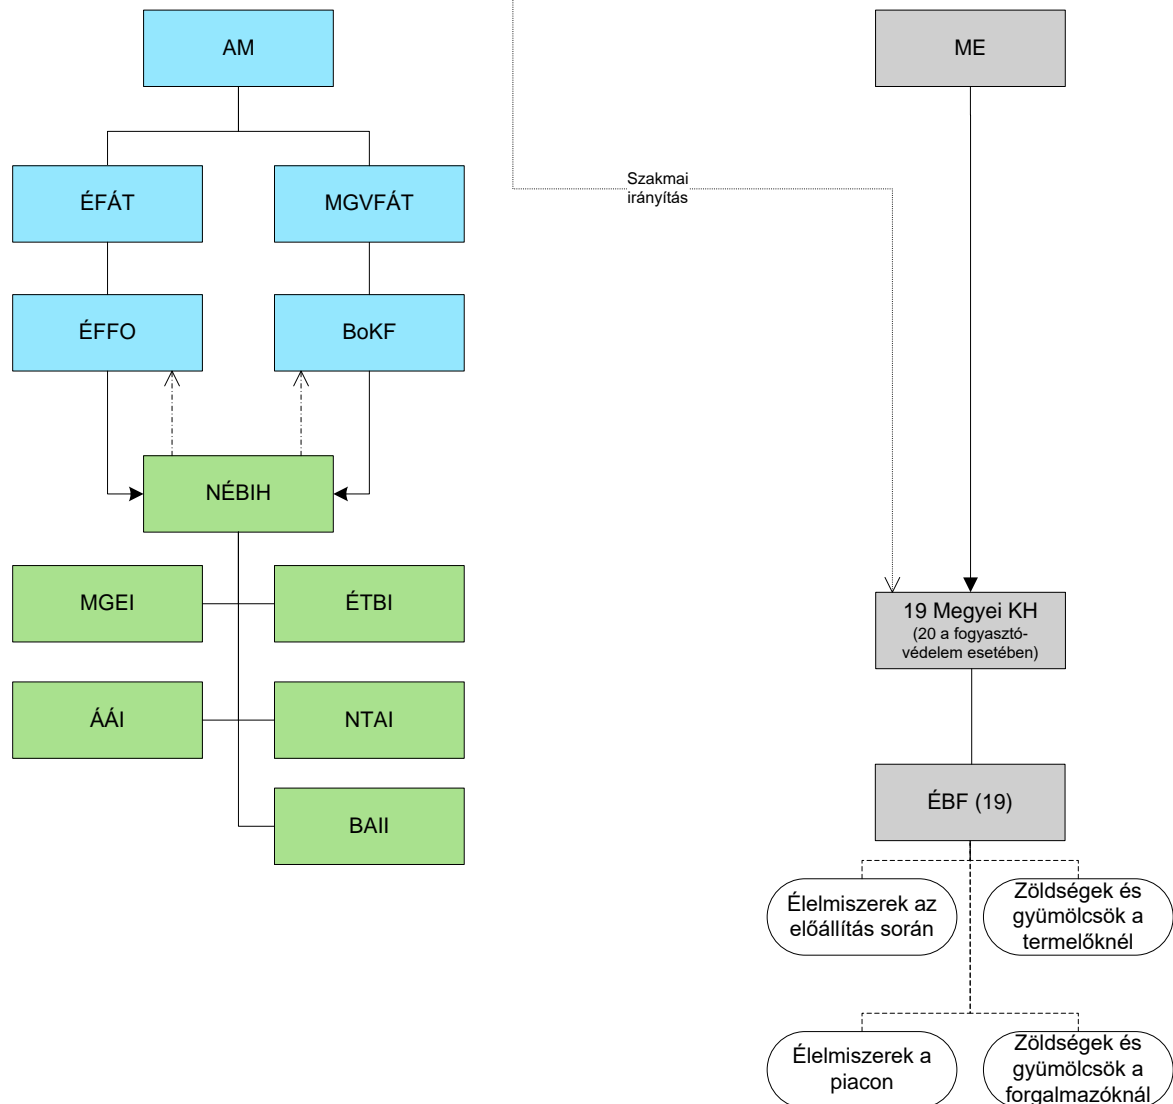 AM
ME
ÉFÁT
MGVFÁT
Szakmai
irányítás
ÉFFO
BoKF
NÉBIH
MGEI
ÉTBI
19 Megyei KH
(20 a fogyasztó-
védelem esetében)
ÁÁI
NTAI
BAII
ÉBF (19)
Élelmiszerek az
előállítás során
Zöldségek és
gyümölcsök a
termelőknél
Élelmiszerek a
piacon
Zöldségek és
gyümölcsök a
forgalmazóknál